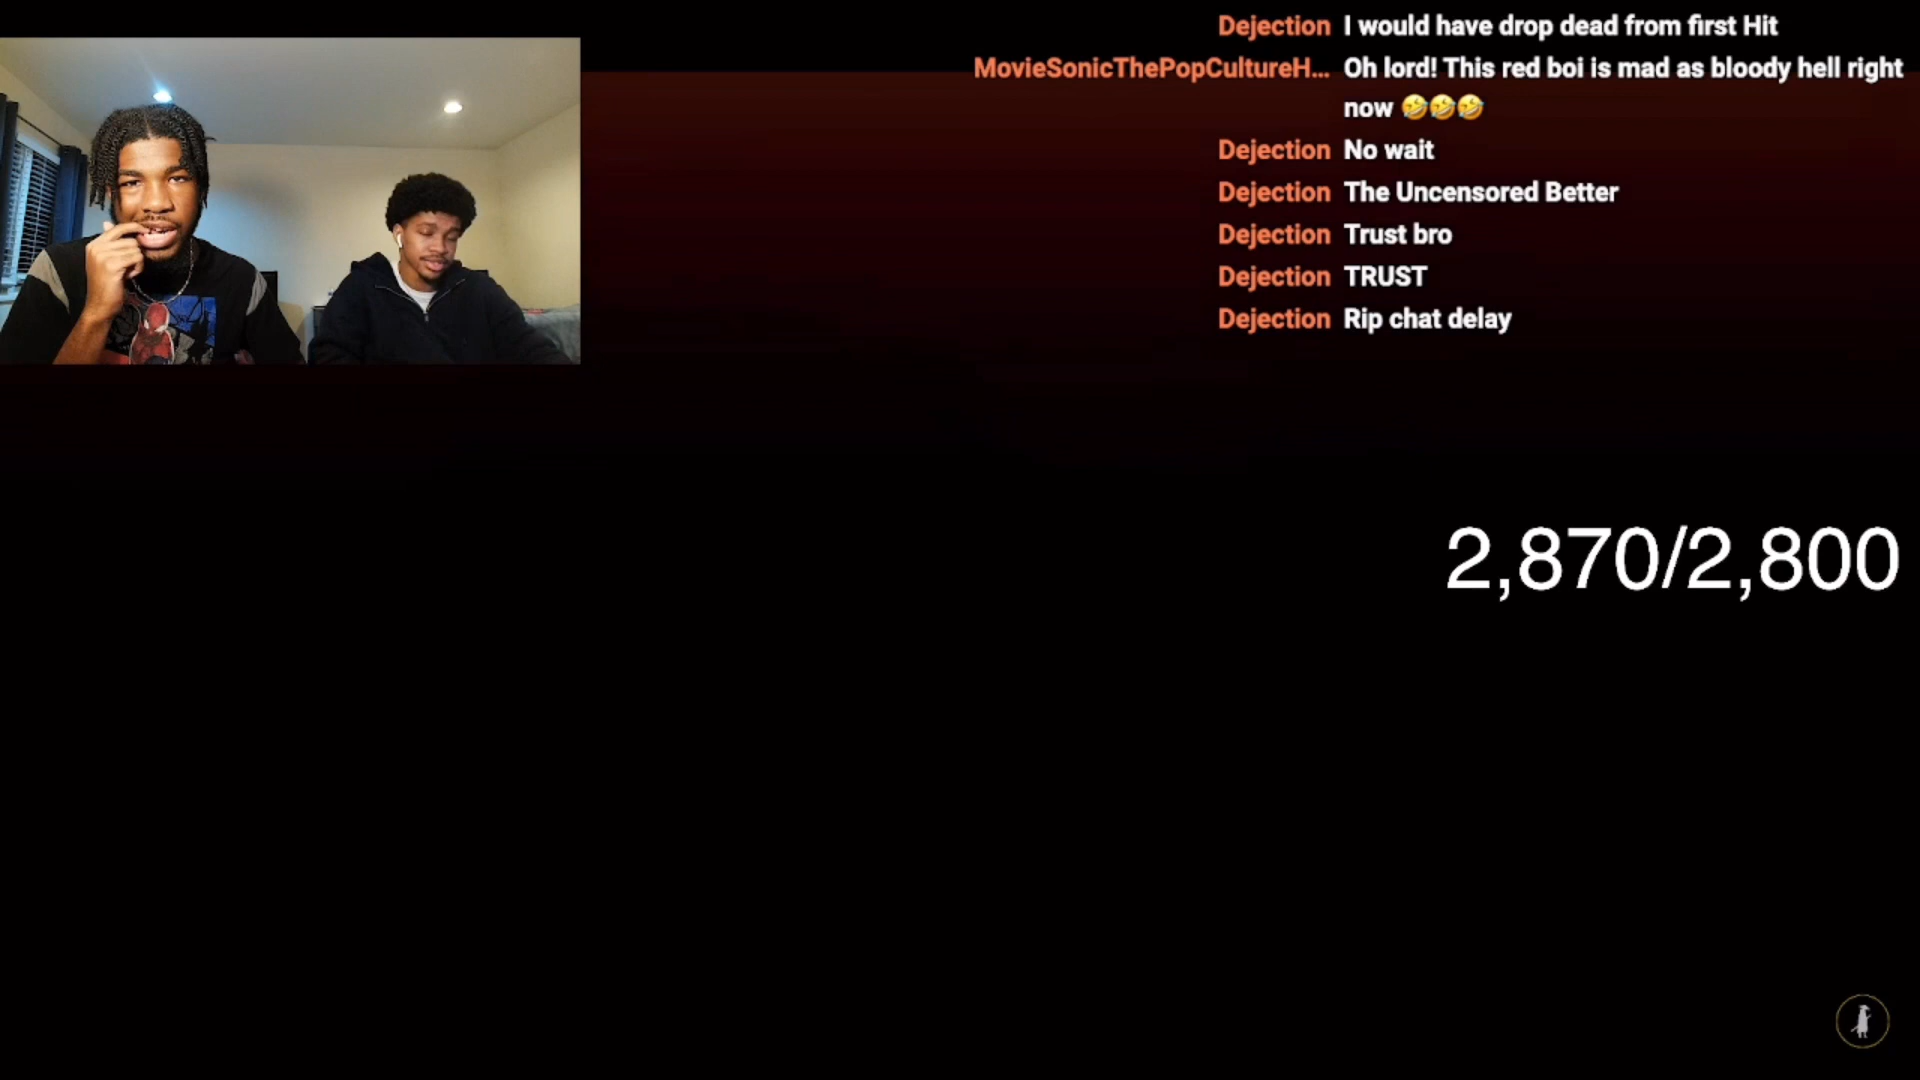 Dejection I would have drop dead from first Hit
MovieSonicThePopCultureH... Oh lord! This red boi is mad as bloody hell right
now 🤣🤣🤣
Dejection No wait
Dejection The Uncensored Better
Dejection Trust bro
Dejection TRUST
Dejection Rip chat delay
2,870/2,800